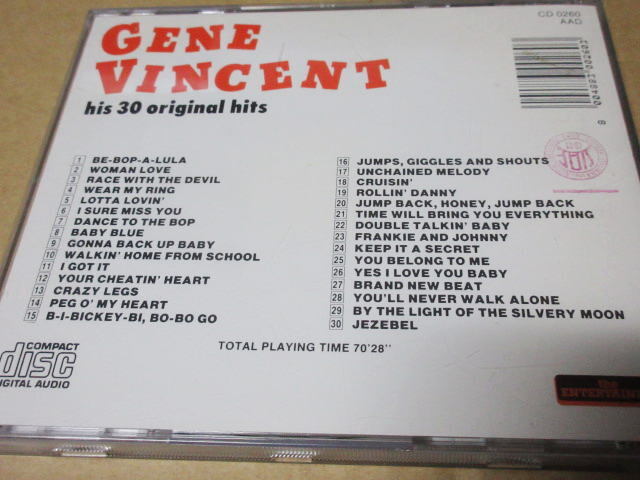 GENE
VINCENT
his 30 original hits
CD 0260
AAD
1 BE-BOP-A-LULA
2 WOMAN LOVE
3 RACE WITH THE DEVIL
4 WEAR MY RING
5 LOTTA LOVIN'
6 I SURE MISS YOU
7 DANCE TO THE BOP
8 BABY BLUE
9 GONNA BACK UP BABY
10 WALKIN' HOME FROM SCHOOL
11 I GOT IT
12 YOUR CHEATIN' HEART
13 CRAZY LEGS
14 PEG O' MY HEART
15 B-I-BICKEY-BI, BO-BO GO
16 JUMPS, GIGGLES AND SHOUTS
17 UNCHAINED MELODY
18 CRUISIN'
19 ROLLIN' DANNY
20 JUMP BACK, HONEY, JUMP BACK
21 TIME WILL BRING YOU EVERYTHING
22 DOUBLE TALKIN' BABY
23 FRANKIE AND JOHNNY
24 KEEP IT A SECRET
25 YOU BELONG TO ME
26 YES I LOVE YOU BABY
27 BRAND NEW BEAT
28 YOU'LL NEVER WALK ALONE
29 BY THE LIGHT OF THE SILVERY MOON
30 JEZEBEL
TOTAL PLAYING TIME 70'28''
COMPACT
disc
DIGITAL AUDIO
the